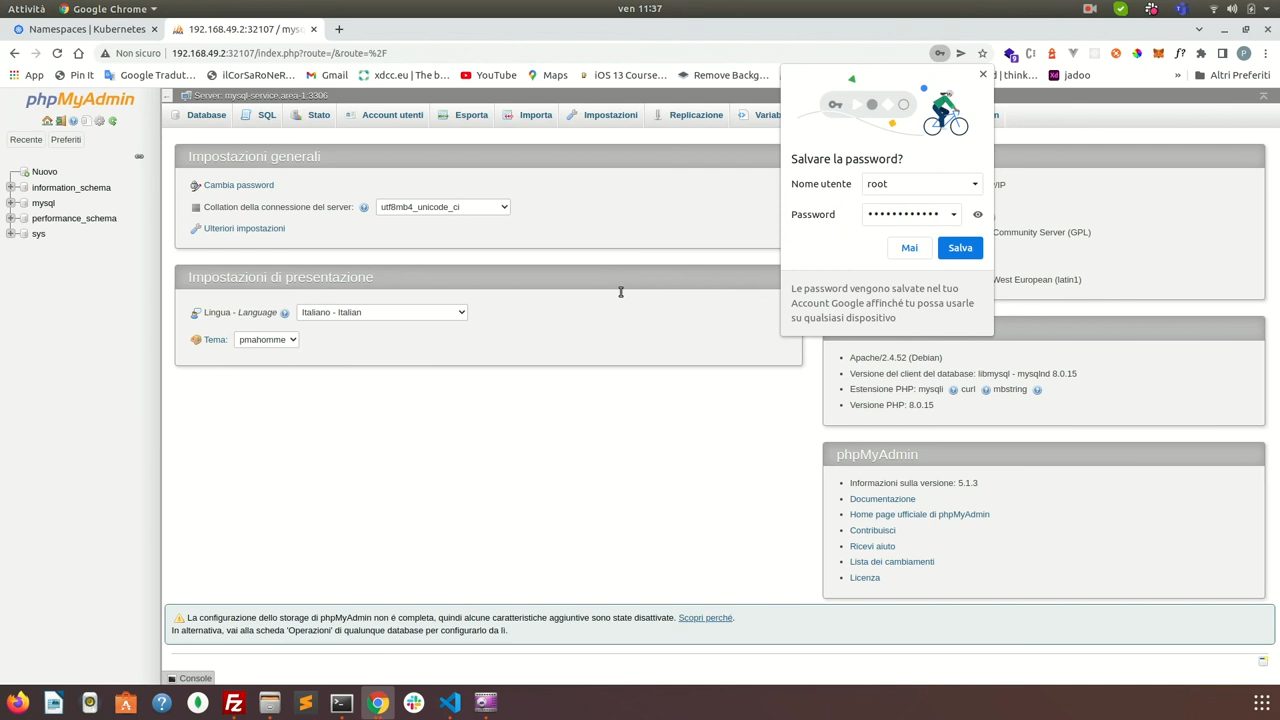 Attività
Google Chrome
ven 11:37
Namespaces | Kubernetes
192.168.49.2:32107 / mysq
Non sicuro
192.168.49.2:32107/index.php?route=/&route=%2F
App
Pin It
Google Tradut...
ilCorSaRoNeR...
Gmail
xdcc.eu | The b...
YouTube
Maps
iOS 13 Course...
Remove Backg...
| think...
jadoo
»
Altri Preferiti
phpMyAdmin
Recente
Preferiti
Nuovo
information_schema
mysql
performance_schema
sys
Server: mysql-service.area-1:3306
Database
SQL
Stato
Account utenti
Esporta
Importa
Impostazioni
Replicazione
Variab
Impostazioni generali
Cambia password
Collation della connessione del server:
utf8mb4_unicode_ci
Ulteriori impostazioni
Impostazioni di presentazione
Lingua - Language
Italiano - Italian
Tema:
pmahomme
Salvare la password?
Nome utente
root
Password
••••••••••••
Mai
Salva
Le password vengono salvate nel tuo
Account Google affinché tu possa usarle
su qualsiasi dispositivo
/IP
Community Server (GPL)
West European (latin1)
Apache/2.4.52 (Debian)
Versione del client del database: libmysql - mysqlnd 8.0.15
Estensione PHP: mysqli curl mbstring
Versione PHP: 8.0.15
phpMyAdmin
Informazioni sulla versione: 5.1.3
Documentazione
Home page ufficiale di phpMyAdmin
Contribuisci
Ricevi aiuto
Lista dei cambiamenti
Licenza
La configurazione dello storage di phpMyAdmin non è completa, quindi alcune caratteristiche aggiuntive sono state disattivate. Scopri perché.
In alternativa, vai alla scheda 'Operazioni' di qualunque database per configurarlo da lì.
Console